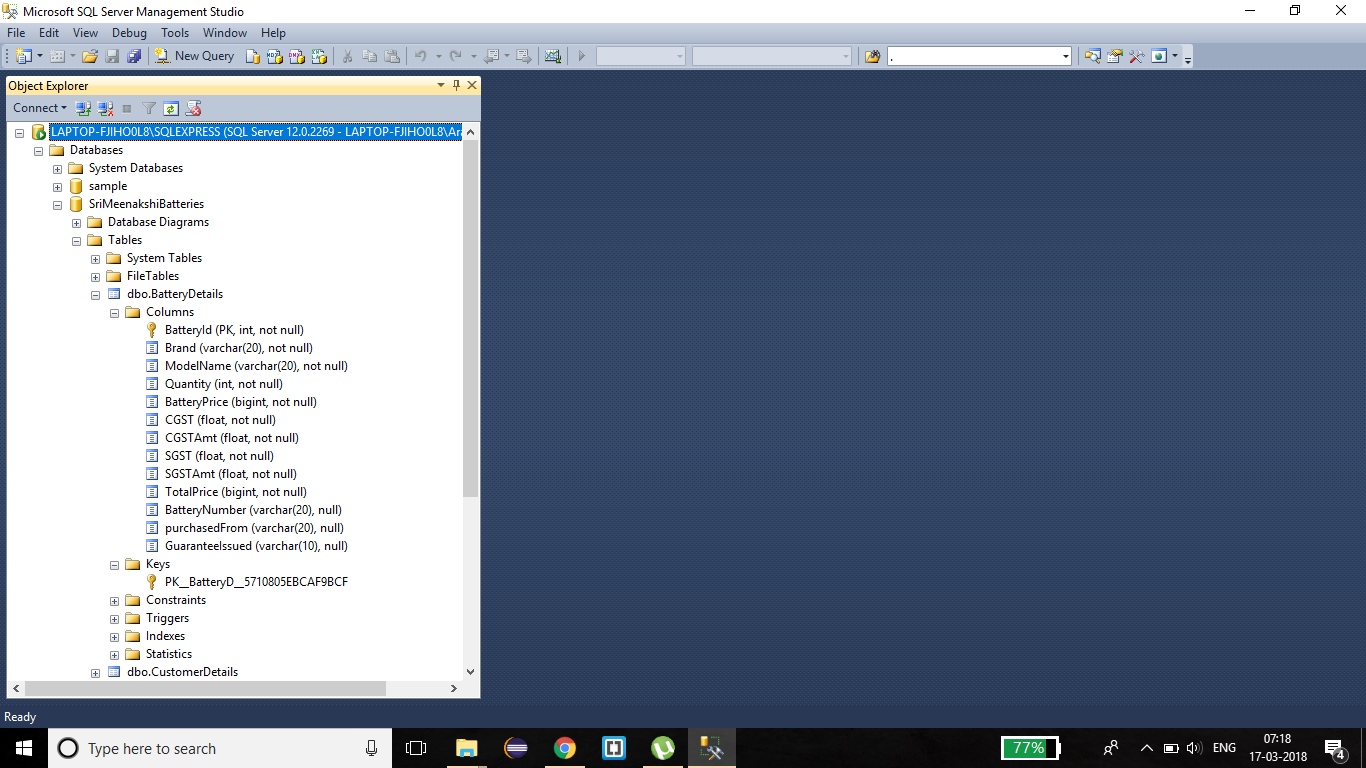 Microsoft SQL Server Management Studio
File Edit View Debug Tools Window Help
New Query
.
Object Explorer
Connect
LAPTOP-FJIHO0L8\SQLEXPRESS (SQL Server 12.0.2269 - LAPTOP-FJIHO0L8\Ar
Databases
System Databases
sample
SriMeenakshiBatteries
Database Diagrams
Tables
System Tables
FileTables
dbo.BatteryDetails
Columns
BatteryId (PK, int, not null)
Brand (varchar(20), not null)
ModelName (varchar(20), not null)
Quantity (int, not null)
BatteryPrice (bigint, not null)
CGST (float, not null)
CGSTAmt (float, not null)
SGST (float, not null)
SGSTAmt (float, not null)
TotalPrice (bigint, not null)
BatteryNumber (varchar(20), null)
purchasedFrom (varchar(20), null)
GuaranteeIssued (varchar(10), null)
Keys
PK__BatteryD__5710805EBCAF9BCF
Constraints
Triggers
Indexes
Statistics
dbo.CustomerDetails
Ready
Type here to search
77%
ENG
07:18
17-03-2018
4